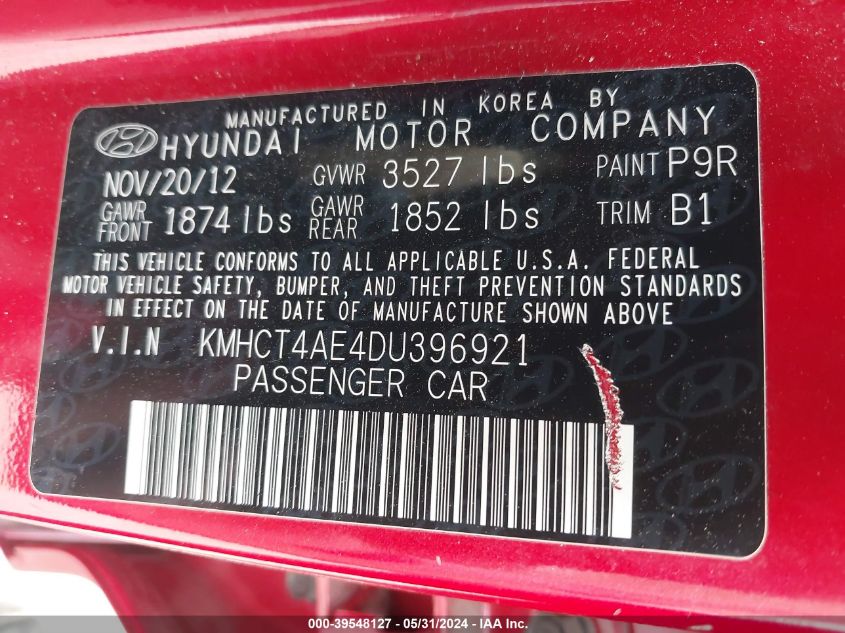 MANUFACTURED IN KOREA BY
HYUNDAI MOTOR COMPANY
NOV/20/12 GVWR 3527 lbs PAINT P9R
GAWR FRONT 1874 lbs GAWR REAR 1852 lbs TRIM B1
THIS VEHICLE CONFORMS TO ALL APPLICABLE U.S.A. FEDERAL
MOTOR VEHICLE SAFETY, BUMPER, AND THEFT PREVENTION STANDARDS
IN EFFECT ON THE DATE OF MANUFACTURE SHOWN ABOVE
V.I.N KMHCT4AE4DU396921
PASSENGER CAR
000-39548127 - 05/31/2024 - IAAI.com